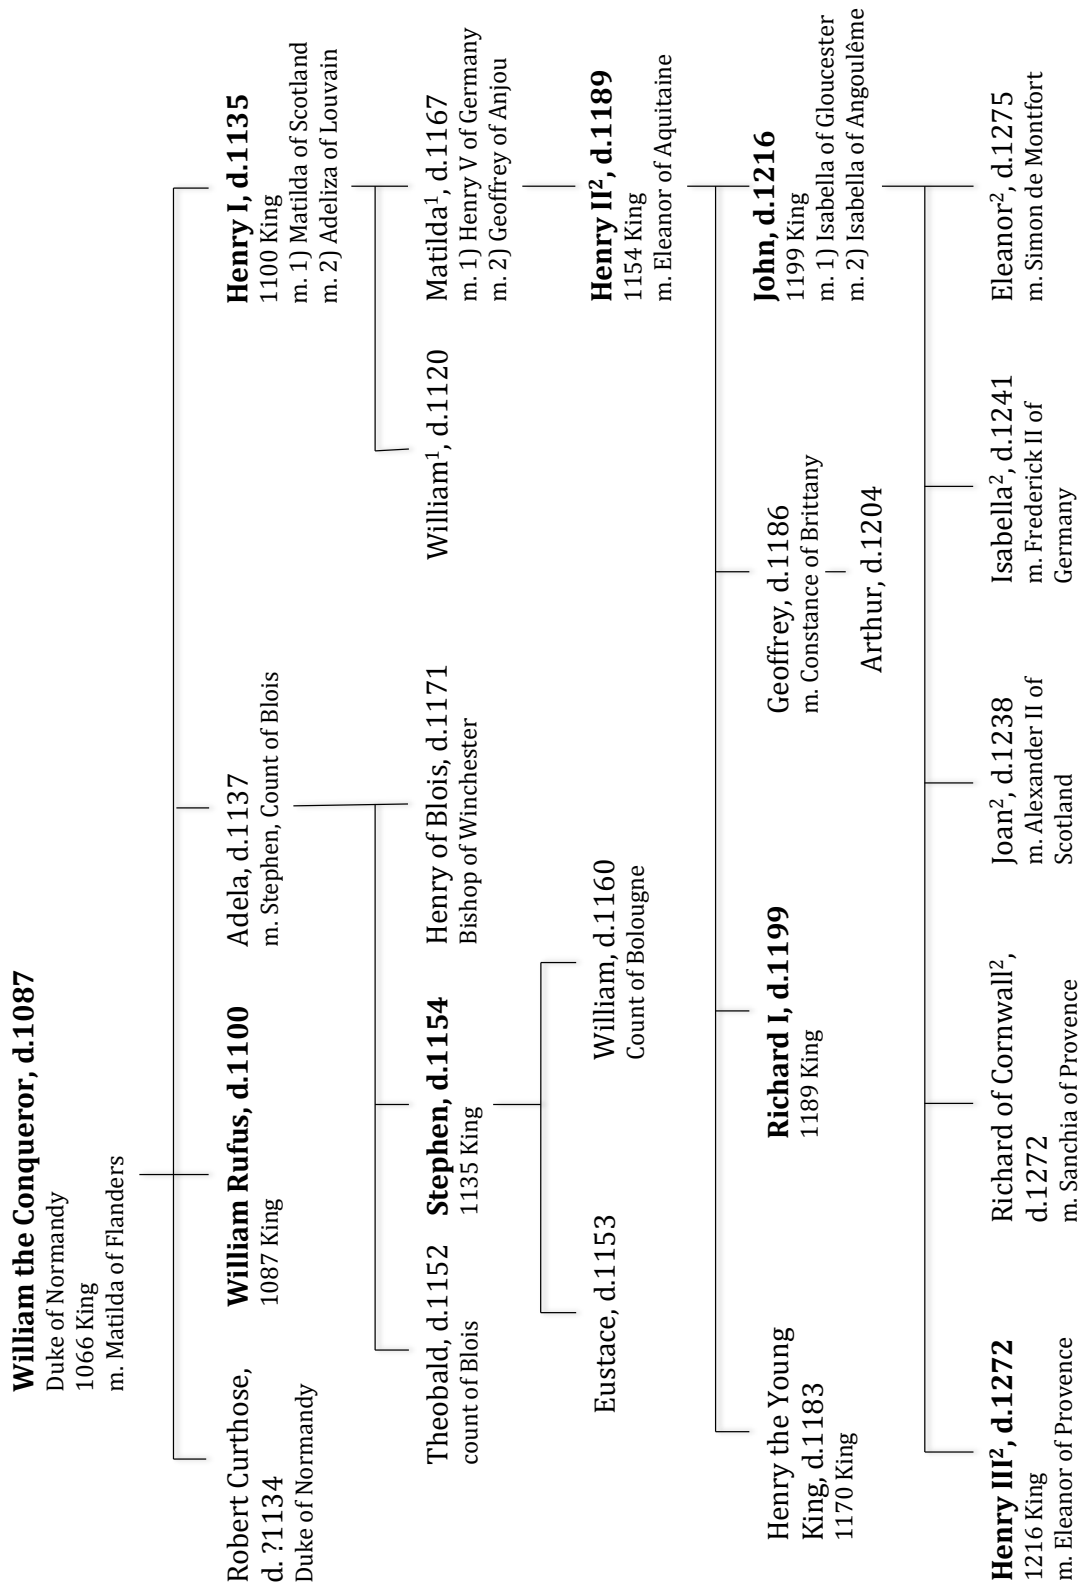 William the Conqueror, d.1087
Duke of Normandy
1066 King
m. Matilda of Flanders
Robert Curthose,
d. ?1134
Duke of Normandy
William Rufus, d.1100
1087 King
Adela, d.1137
m. Stephen, Count of Blois
Henry I, d.1135
1100 King
m. 1) Matilda of Scotland
m. 2) Adeliza of Louvain
Theobald, d.1152
count of Blois
Stephen, d.1154
1135 King
Henry of Blois, d.1171
Bishop of Winchester
William¹, d.1120
Matilda¹, d.1167
m. 1) Henry V of Germany
m. 2) Geoffrey of Anjou
Eustace, d.1153
William, d.1160
Count of Bolougne
Henry II², d.1189
1154 King
m. Eleanor of Aquitaine
Henry the Young
King, d.1183
1170 King
Richard I, d.1199
1189 King
Geoffrey, d.1186
m. Constance of Brittany
Arthur, d.1204
John, d.1216
1199 King
m. 1) Isabella of Gloucester
m. 2) Isabella of Angoulême
Henry III², d.1272
1216 King
m. Eleanor of Provence
Richard of Cornwall²,
d.1272
m. Sanchia of Provence
Joan², d.1238
m. Alexander II of
Scotland
Isabella², d.1241
m. Frederick II of
Germany
Eleanor², d.1275
m. Simon de Montfort